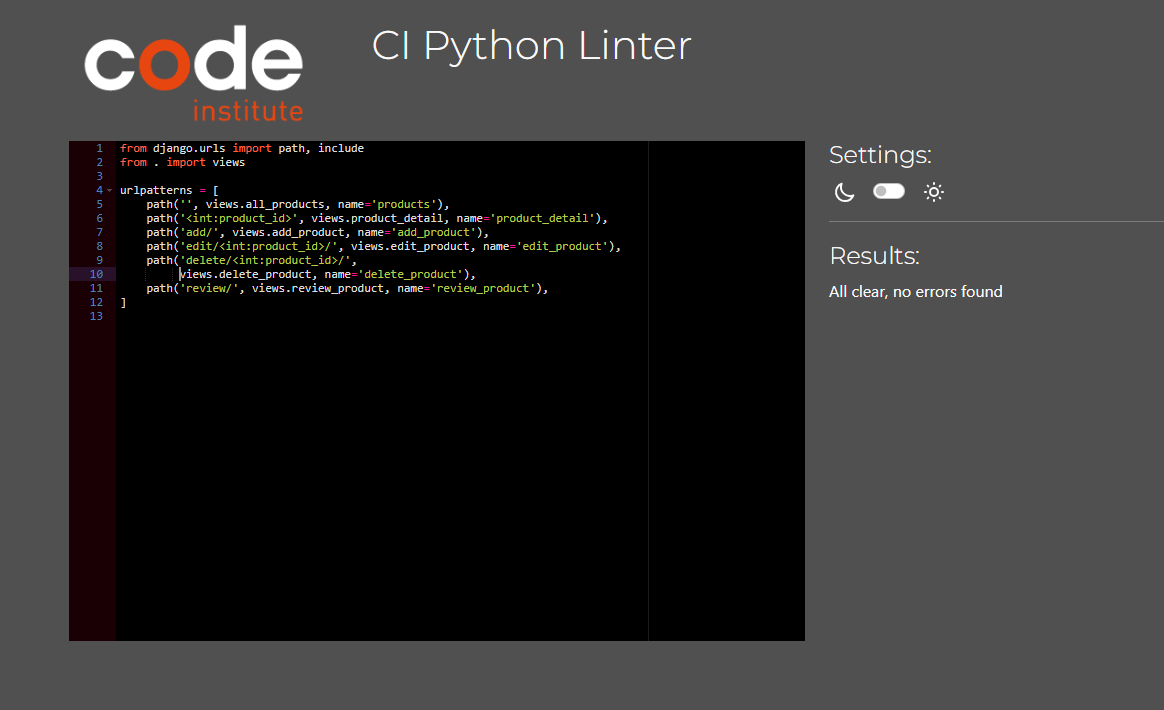 code
institute
CI Python Linter
1 from django.urls import path, include
2 from . import views
3
4 urlpatterns = [
5     path('', views.all_products, name='products'),
6     path('<int:product_id>', views.product_detail, name='product_detail'),
7     path('add/', views.add_product, name='add_product'),
8     path('edit/<int:product_id>/', views.edit_product, name='edit_product'),
9     path('delete/<int:product_id>/',
10          views.delete_product, name='delete_product'),
11     path('review/', views.review_product, name='review_product'),
12 ]
13
Settings:
Results:
All clear, no errors found